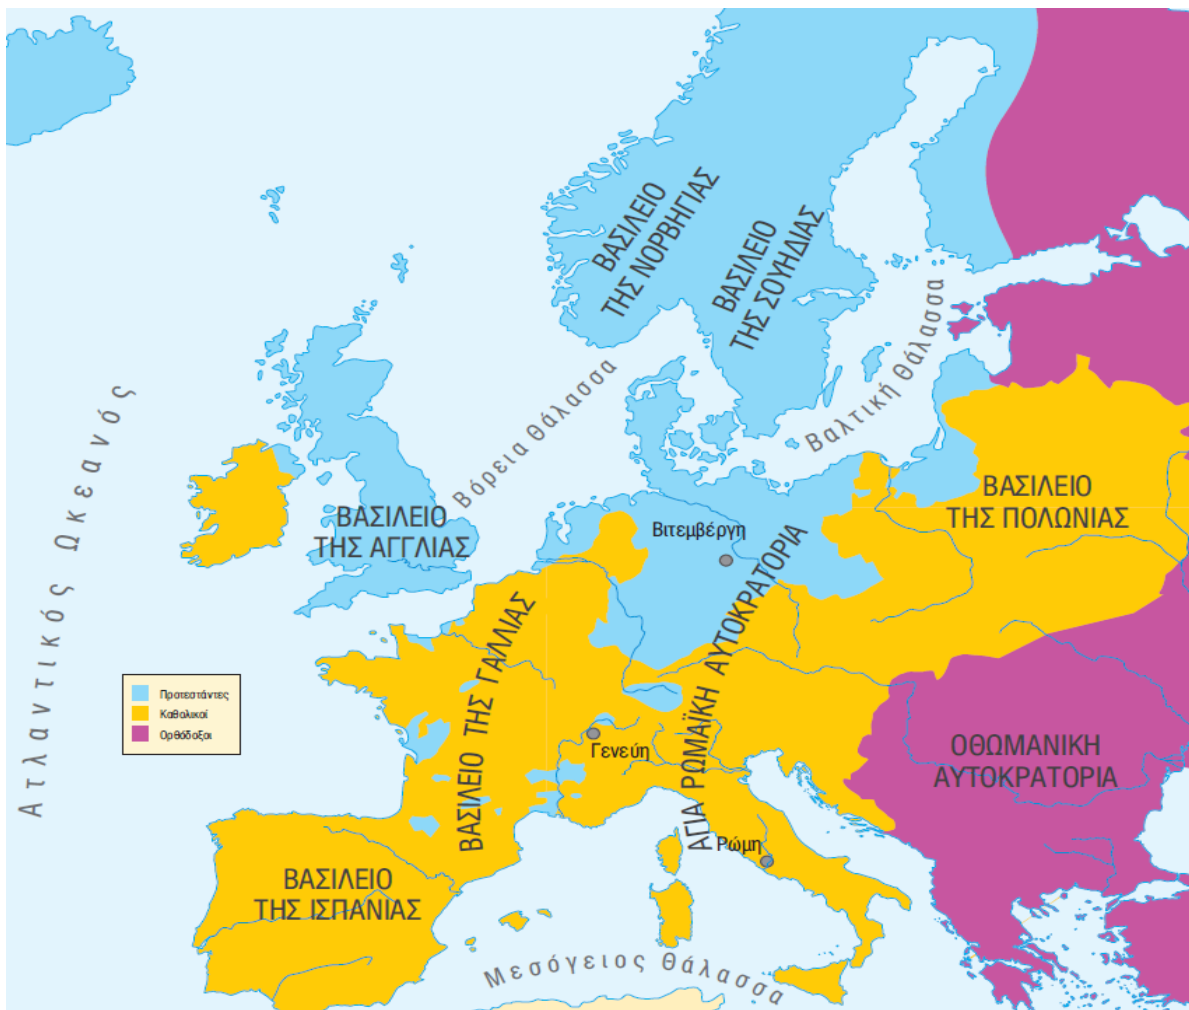 ΒΑΣΙΛΕΙΟ
ΤΗΣ ΝΟΡΒΗΓΙΑΣ
ΒΑΣΙΛΕΙΟ
ΤΗΣ ΣΟΥΗΔΙΑΣ
Βόρεια θάλασσα
Βαλτική θάλασσα
Ατλαντικός Ωκεανός
ΒΑΣΙΛΕΙΟ
ΤΗΣ ΑΓΓΛΙΑΣ
Βιτεμβέργη
ΒΑΣΙΛΕΙΟ
ΤΗΣ ΠΟΛΩΝΙΑΣ
ΒΑΣΙΛΕΙΟ ΤΗΣ ΓΑΛΛΙΑΣ
ΑΓΙΑ ΡΩΜΑΪΚΗ ΑΥΤΟΚΡΑΤΟΡΙΑ
Προτεστάντες
Καθολικοί
Ορθόδοξοι
Γενεύη
ΟΘΩΜΑΝΙΚΗ
ΑΥΤΟΚΡΑΤΟΡΙΑ
Ρώμη
ΒΑΣΙΛΕΙΟ
ΤΗΣ ΙΣΠΑΝΙΑΣ
Μεσόγειος θάλασσα